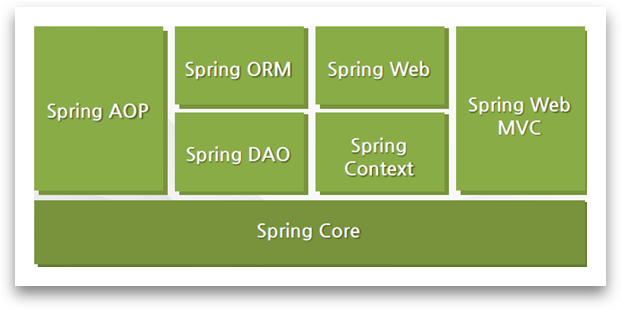 Spring AOP
Spring ORM
Spring DAO
Spring Web
Spring
Context
Spring Web
MVC
Spring Core